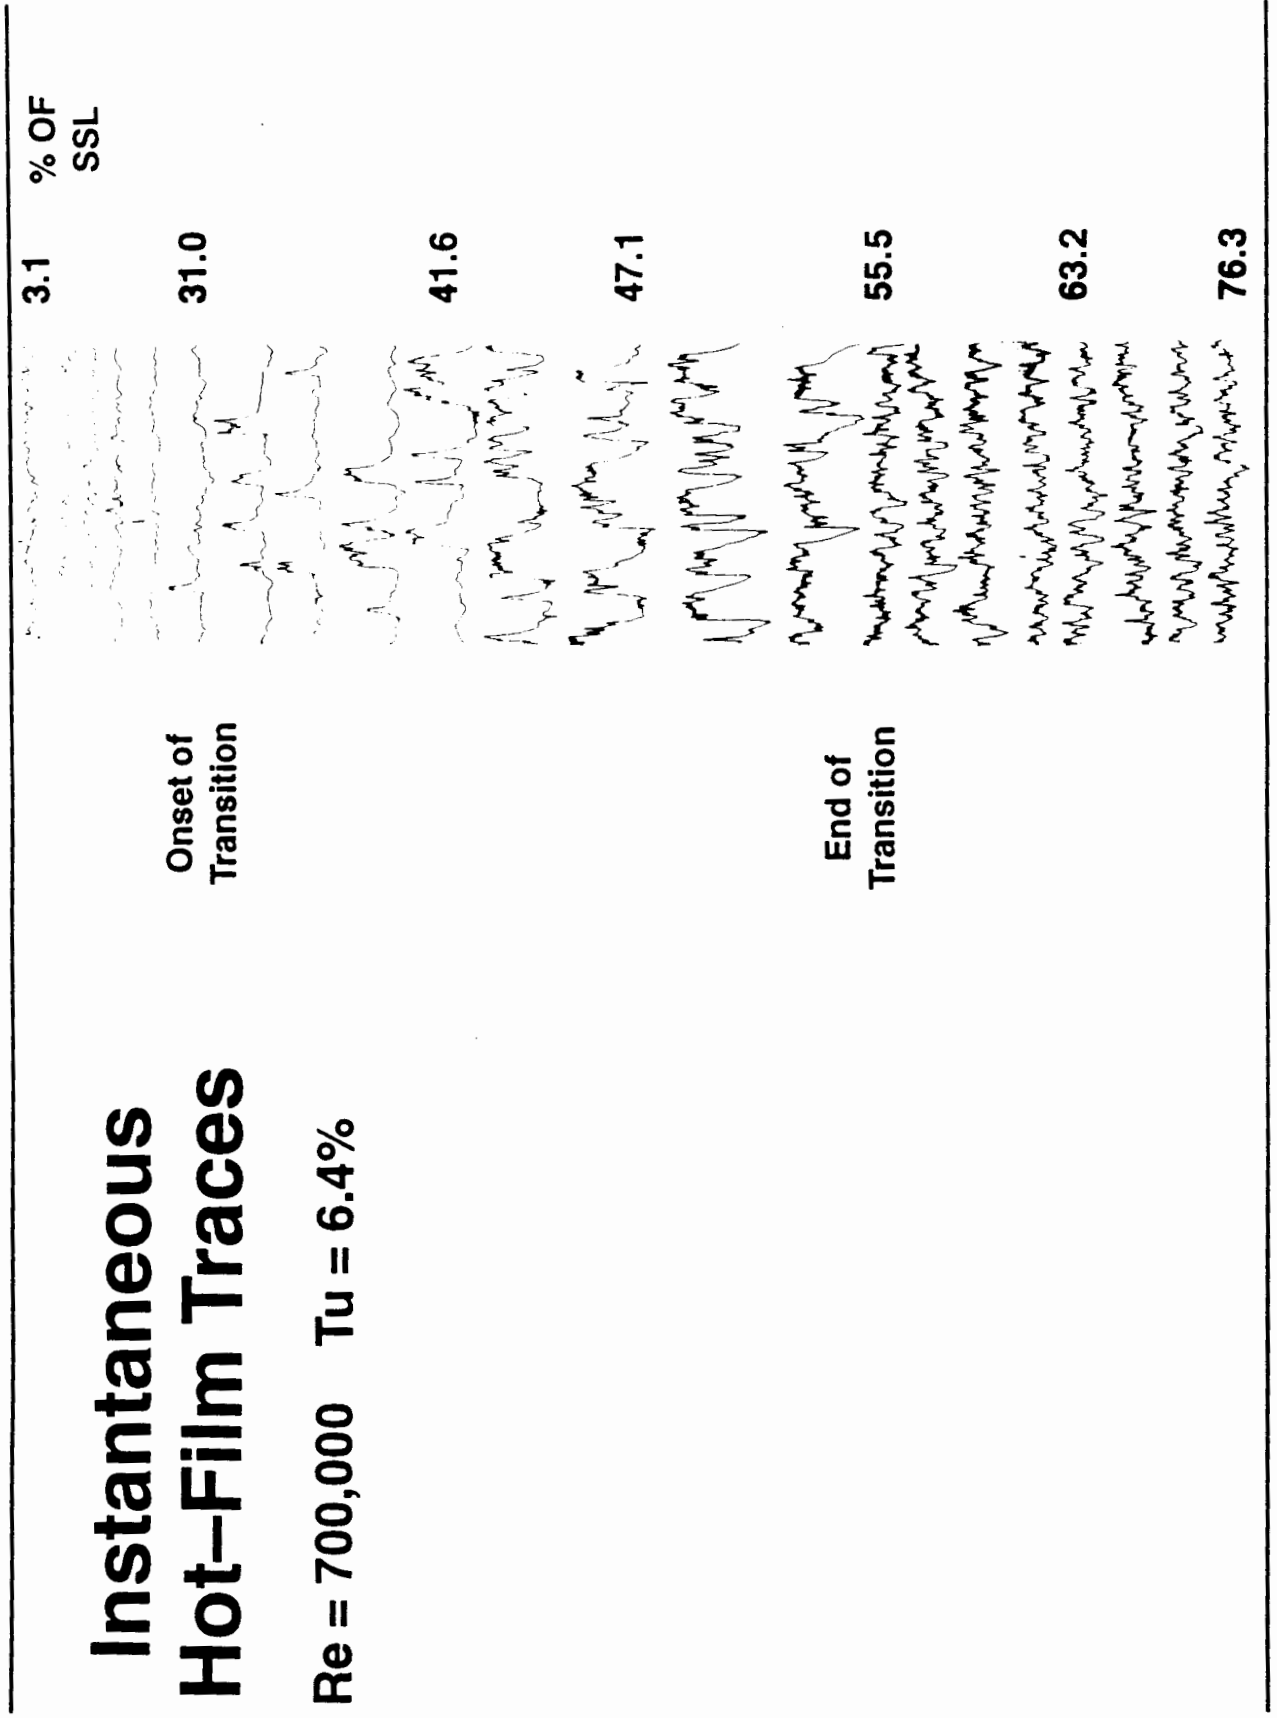 Instantaneous
Hot–Film Traces
Re = 700,000 Tu = 6.4%
Onset of
Transition
End of
Transition
% OF
SSL
3.1
31.0
41.6
47.1
55.5
63.2
76.3